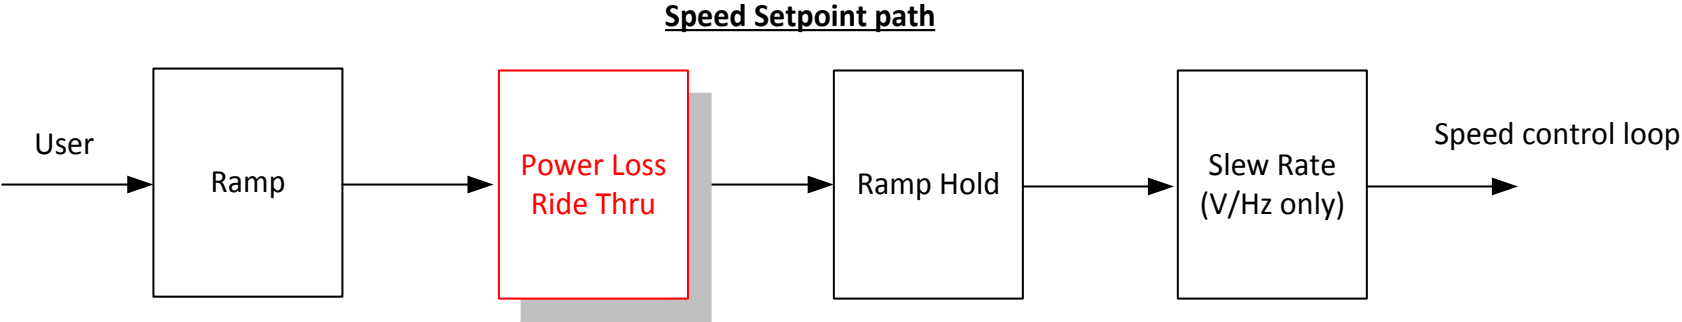 Speed Setpoint path
User
Ramp
Power Loss
Ride Thru
Ramp Hold
Slew Rate
(V/Hz only)
Speed control loop